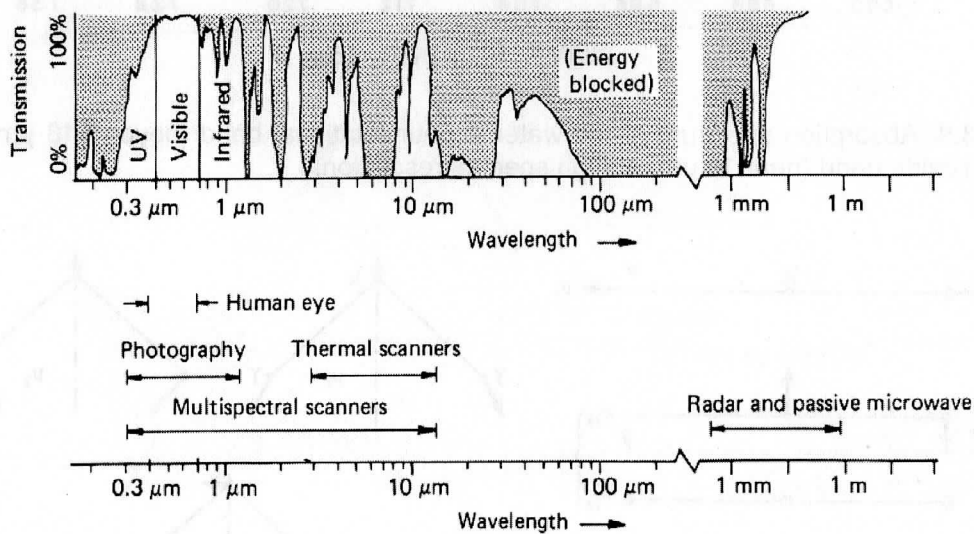 Transmission
0% 100%
UV
Visible
Infrared
(Energy
blocked)
0.3 µm 1 µm 10 µm 100 µm 1 mm 1 m
Wavelength
Human eye
Photography Thermal scanners
Multispectral scanners Radar and passive microwave
0.3 µm 1 µm 10 µm 100 µm 1 mm 1 m
Wavelength